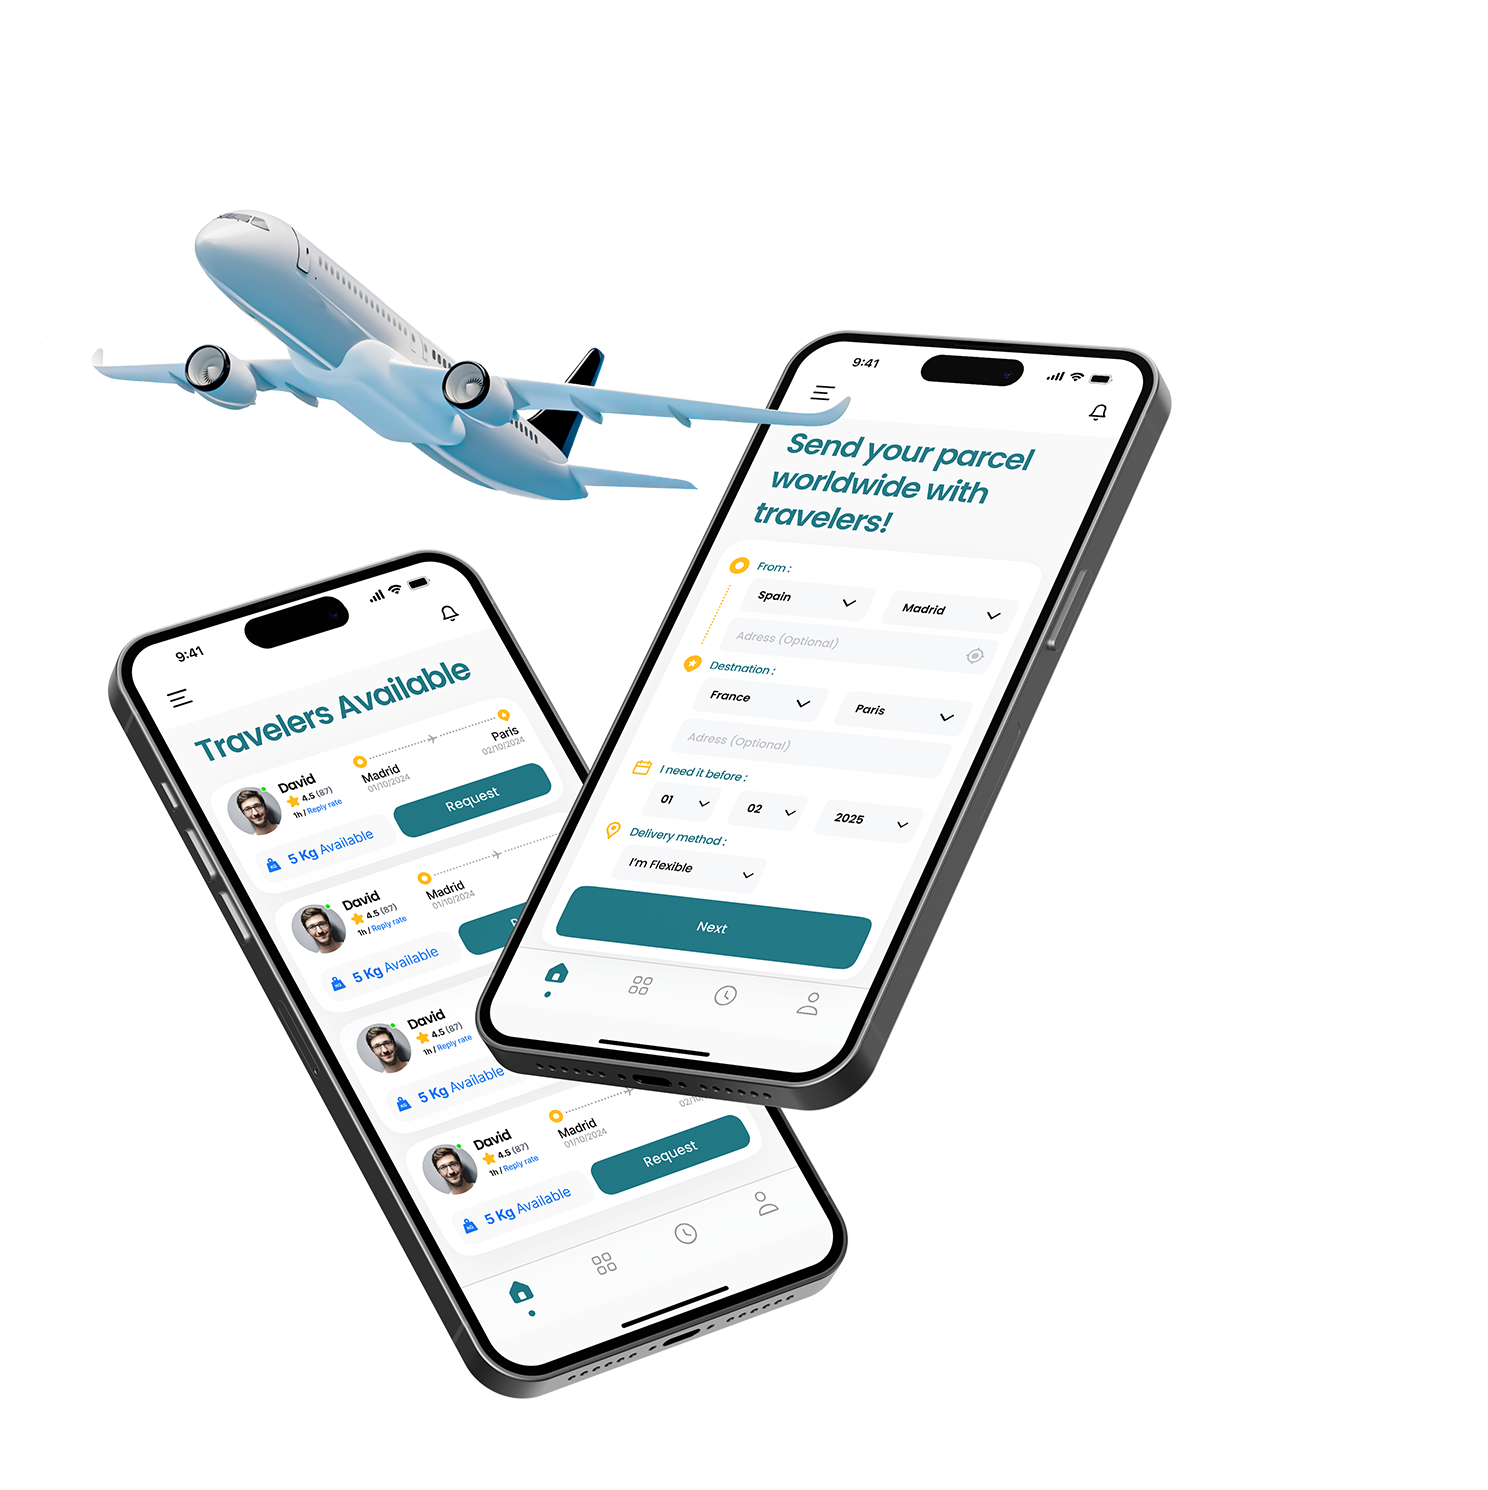 9:41
Send your parcel
worldwide with
travelers!
From :
Spain
Madrid
Adress (Optional)
Destnation :
France
Paris
Adress (Optional)
I need it before :
01
02
2025
Delivery method :
I'm Flexible
Next
9:41
Travelers Available
David
4.5 (87)
1h / Reply rate
Madrid
01/10/2024
Paris
02/10/2024
5 Kg Available
Request
David
4.5 (87)
1h / Reply rate
Madrid
01/10/2024
5 Kg Available
David
4.5 (87)
1h / Reply rate
5 Kg Available
David
4.5 (87)
1h / Reply rate
Madrid
01/10/2024
5 Kg Available
Request